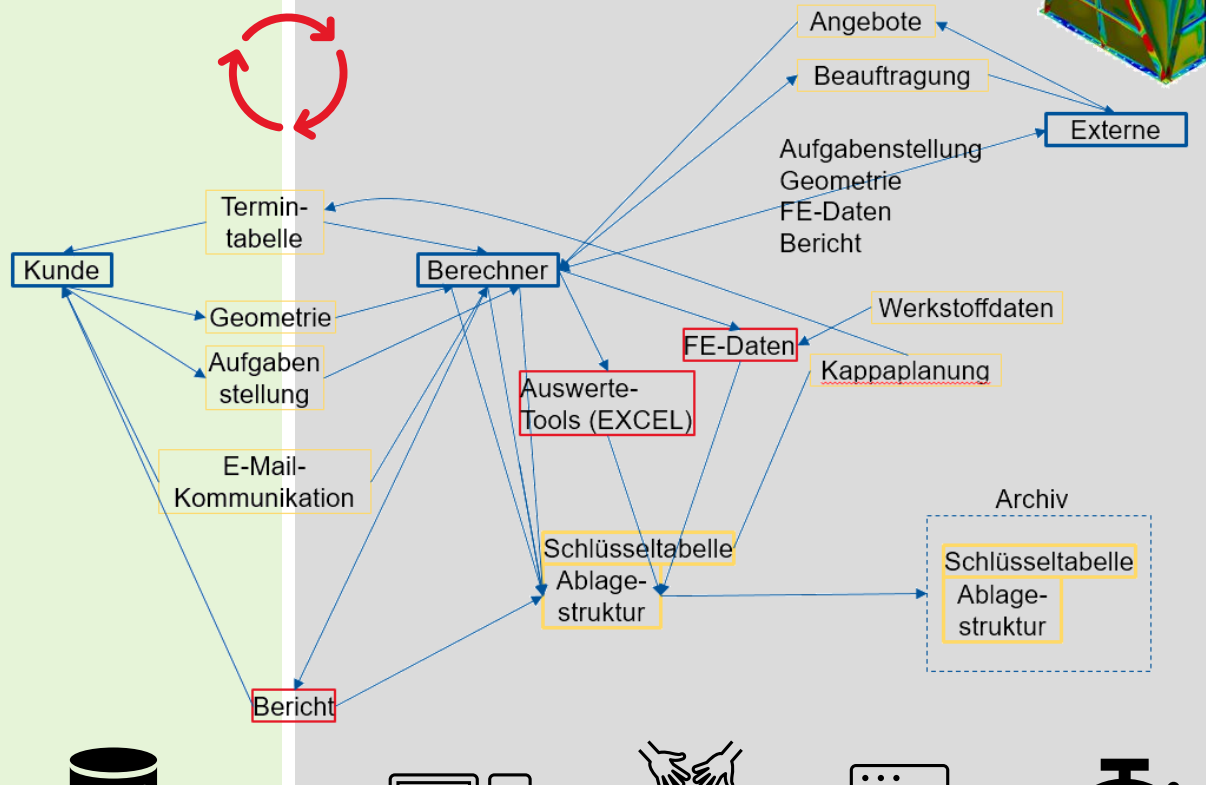 Angebote
Beauftragung
Externe
Aufgabenstellung
Geometrie
FE-Daten
Bericht
Termin-
tabelle
Kunde
Berechner
Geometrie
Werkstoffdaten
FE-Daten
Aufgaben
stellung
Kappaplanung
Auswerte-
Tools (EXCEL)
E-Mail-
Kommunikation
Archiv
Schlüsseltabelle
Ablage-
struktur
Schlüsseltabelle
Ablage-
struktur
Bericht